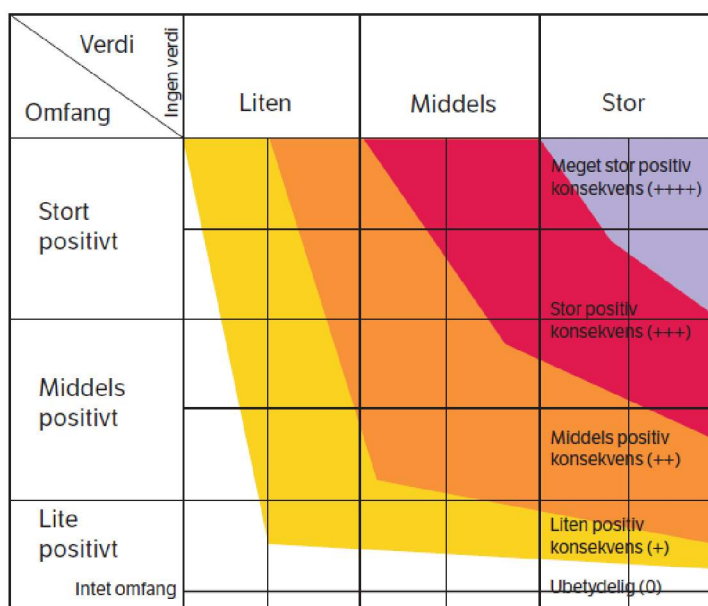 Verdi
Omfang
Ingen verdi
Liten
Middels
Stor
Stort
positivt
Meget stor positiv
konsekvens (++++)
Stor positiv
konsekvens (+++)
Middels
positivt
Middels positiv
konsekvens (++)
Lite
positivt
Liten positiv
konsekvens (+)
Intet omfang
Ubetydelig (0)